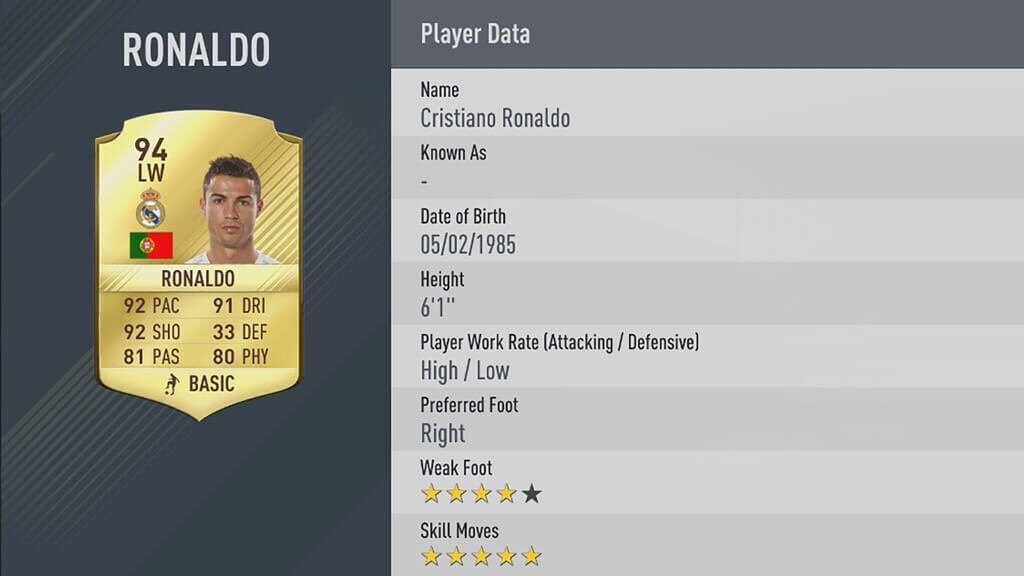 RONALDO
94
LW
RONALDO
92 PAC 91 DRI
92 SHO 33 DEF
81 PAS 80 PHY
BASIC
Player Data
Name
Cristiano Ronaldo
Known As
-
Date of Birth
05/02/1985
Height
6'1"
Player Work Rate (Attacking / Defensive)
High / Low
Preferred Foot
Right
Weak Foot
Skill Moves